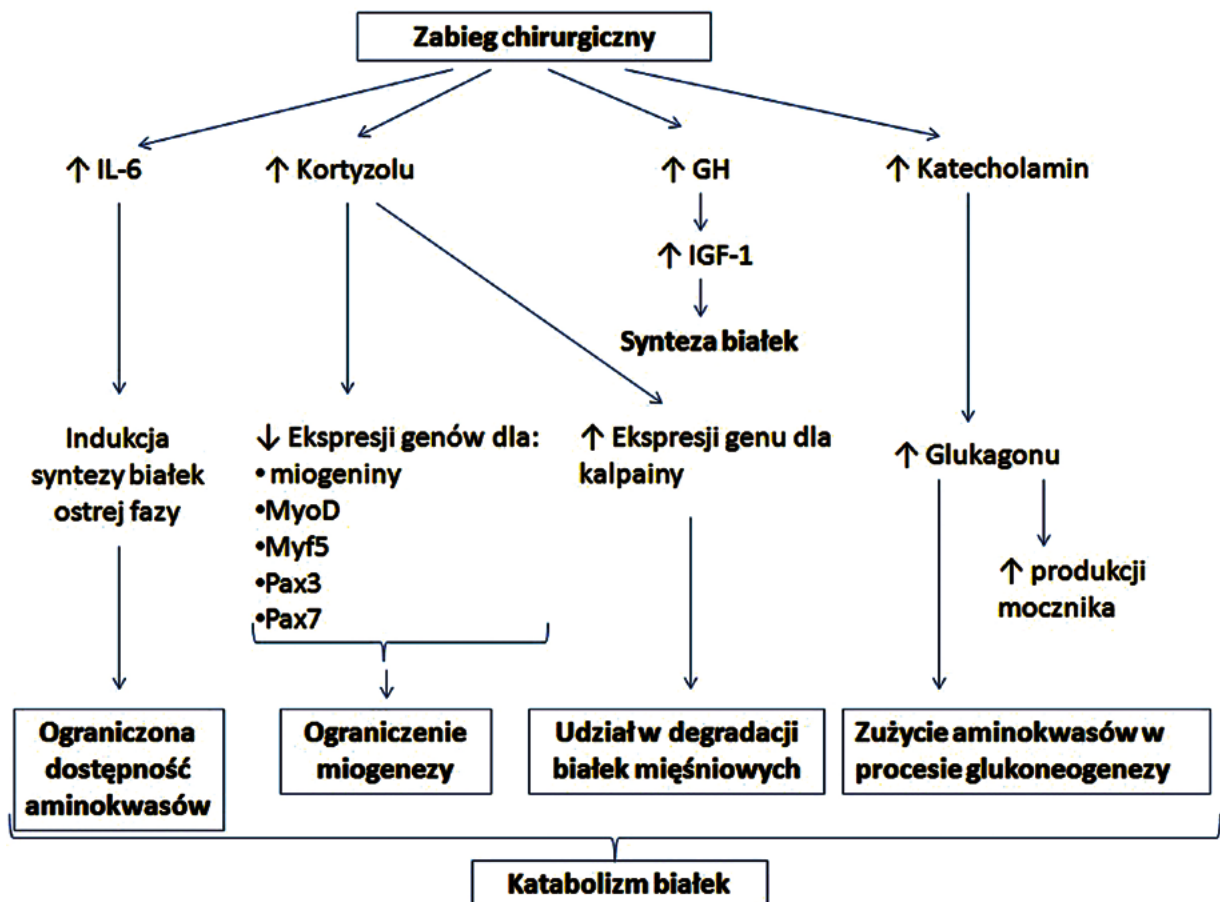 Zabieg chirurgiczny
↑ IL-6
↑ Kortyzolu
↑ GH
↑ Katecholamin
↑ IGF-1
Synteza białek
Indukcja
syntezy białek
ostrej fazy
↓ Ekspresji genów dla:
• miogeniny
•MyoD
•Myf5
•Pax3
•Pax7
↑ Ekspresji genu dla
kalpainy
↑ Glukagonu
↑ produkcji
mocznika
Ograniczona
dostępność
aminokwasów
Ograniczenie
miogenezy
Udział w degradacji
białek mięśniowych
Zużycie aminokwasów w
procesie glukoneogenezy
Katabolizm białek